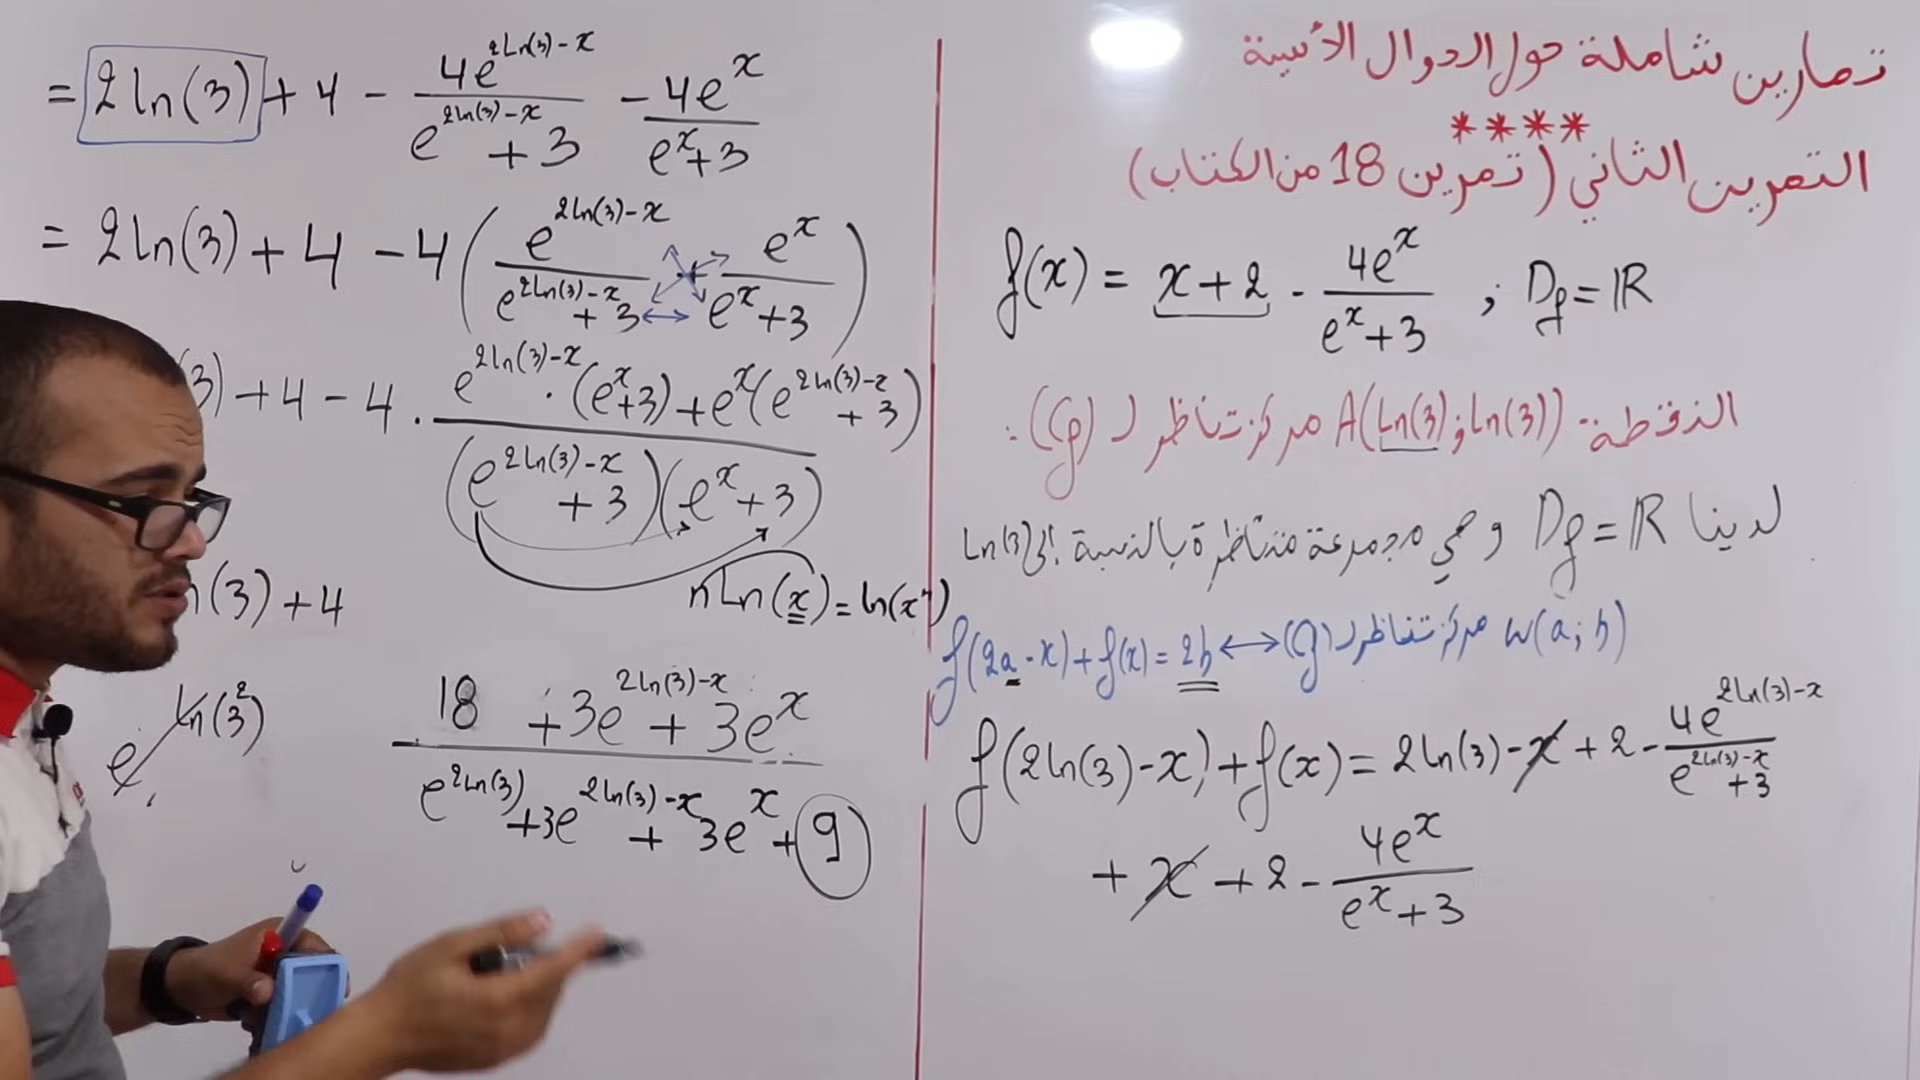 تمارين شاملة حول الدوال الأسية
****
التمرين الثاني (تمرين 18 من الكتاب)
f(x) = x+2 - 4e^x/(e^x+3) ; Df = ℝ
النقطة A(ln(3); ln(3)) مركز تناظر لـ (Cf):
لدينا Df = ℝ وهي مجموعة متناظرة بالنسبة إلى ln(3)
w(a; b) مركز تناظر لـ (Cf) ↔ f(2a-x)+f(x)=2b
f(2ln(3)-x)+f(x) = 2ln(3)-x+2 - 4e^(2ln(3)-x)/(e^(2ln(3)-x)+3)
+ x + 2 - 4e^x/(e^x+3)
= 2ln(3) + 4 - 4e^(2ln(3)-x)/(e^(2ln(3)-x)+3) - 4e^x/(e^x+3)
= 2ln(3) + 4 - 4(e^(2ln(3)-x)/(e^(2ln(3)-x)+3) + e^x/(e^x+3))
3) + 4 - 4 . (e^(2ln(3)-x) . (e^x+3) + e^x(e^(2ln(3)-x)+3))/((e^(2ln(3)-x)+3)(e^x+3))
n(3) + 4
nLn(x) = ln(x^n)
e^ln(3^2)
(18 + 3e^(2ln(3)-x) + 3e^x)/(e^(2ln(3)) + 3e^(2ln(3)-x) + 3e^x + 9)